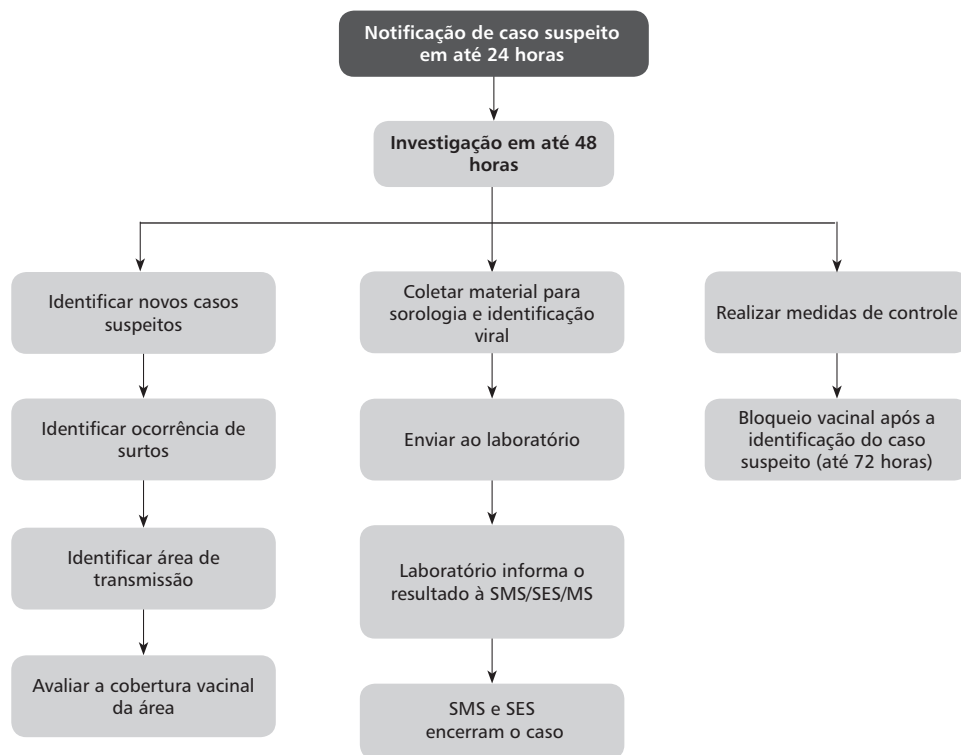 Notificação de caso suspeito
em até 24 horas
Investigação em até 48
horas
Identificar novos casos
suspeitos
Identificar ocorrência de
surtos
Identificar área de
transmissão
Avaliar a cobertura vacinal
da área
Coletar material para
sorologia e identificação
viral
Enviar ao laboratório
Laboratório informa o
resultado à SMS/SES/MS
SMS e SES
encerram o caso
Realizar medidas de controle
Bloqueio vacinal após a
identificação do caso
suspeito (até 72 horas)